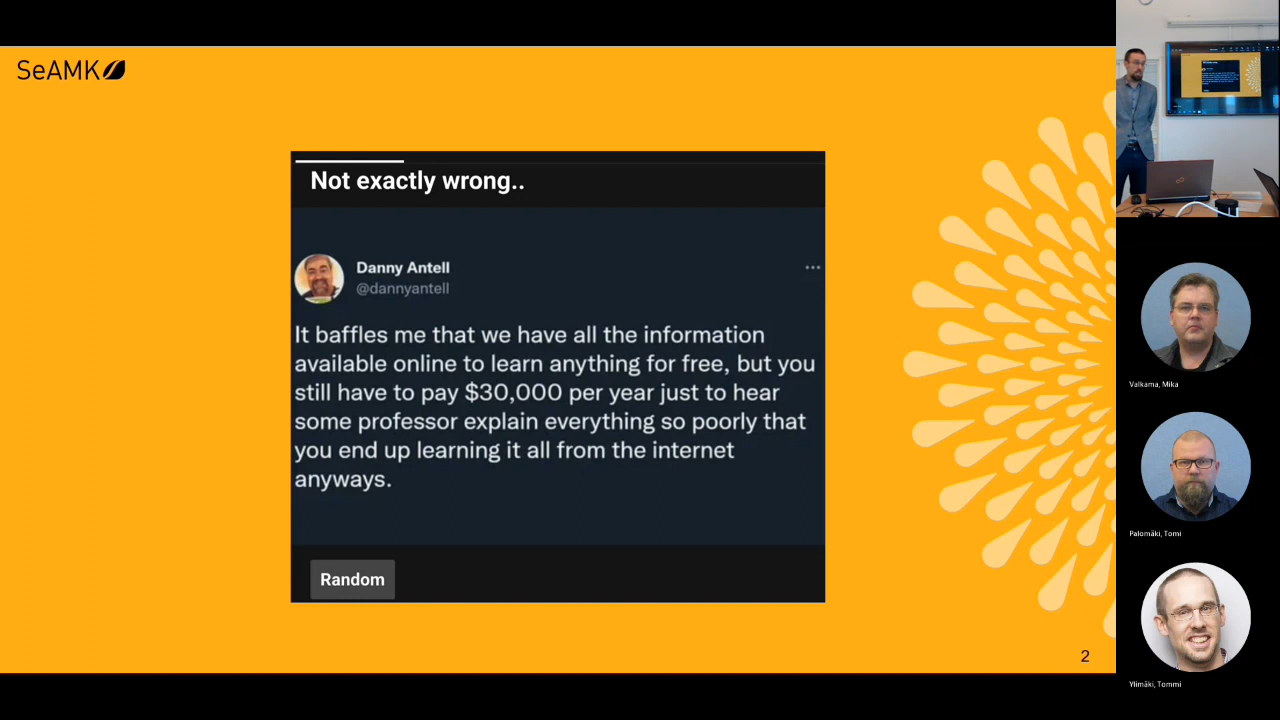 SeAMK
Not exactly wrong..
Danny Antell
@dannyantell
It baffles me that we have all the information
available online to learn anything for free, but you
still have to pay $30,000 per year just to hear
some professor explain everything so poorly that
you end up learning it all from the internet
anyways.
Random
2
Valkama, Mika
Palomäki, Tomi
Ylimäki, Tommi